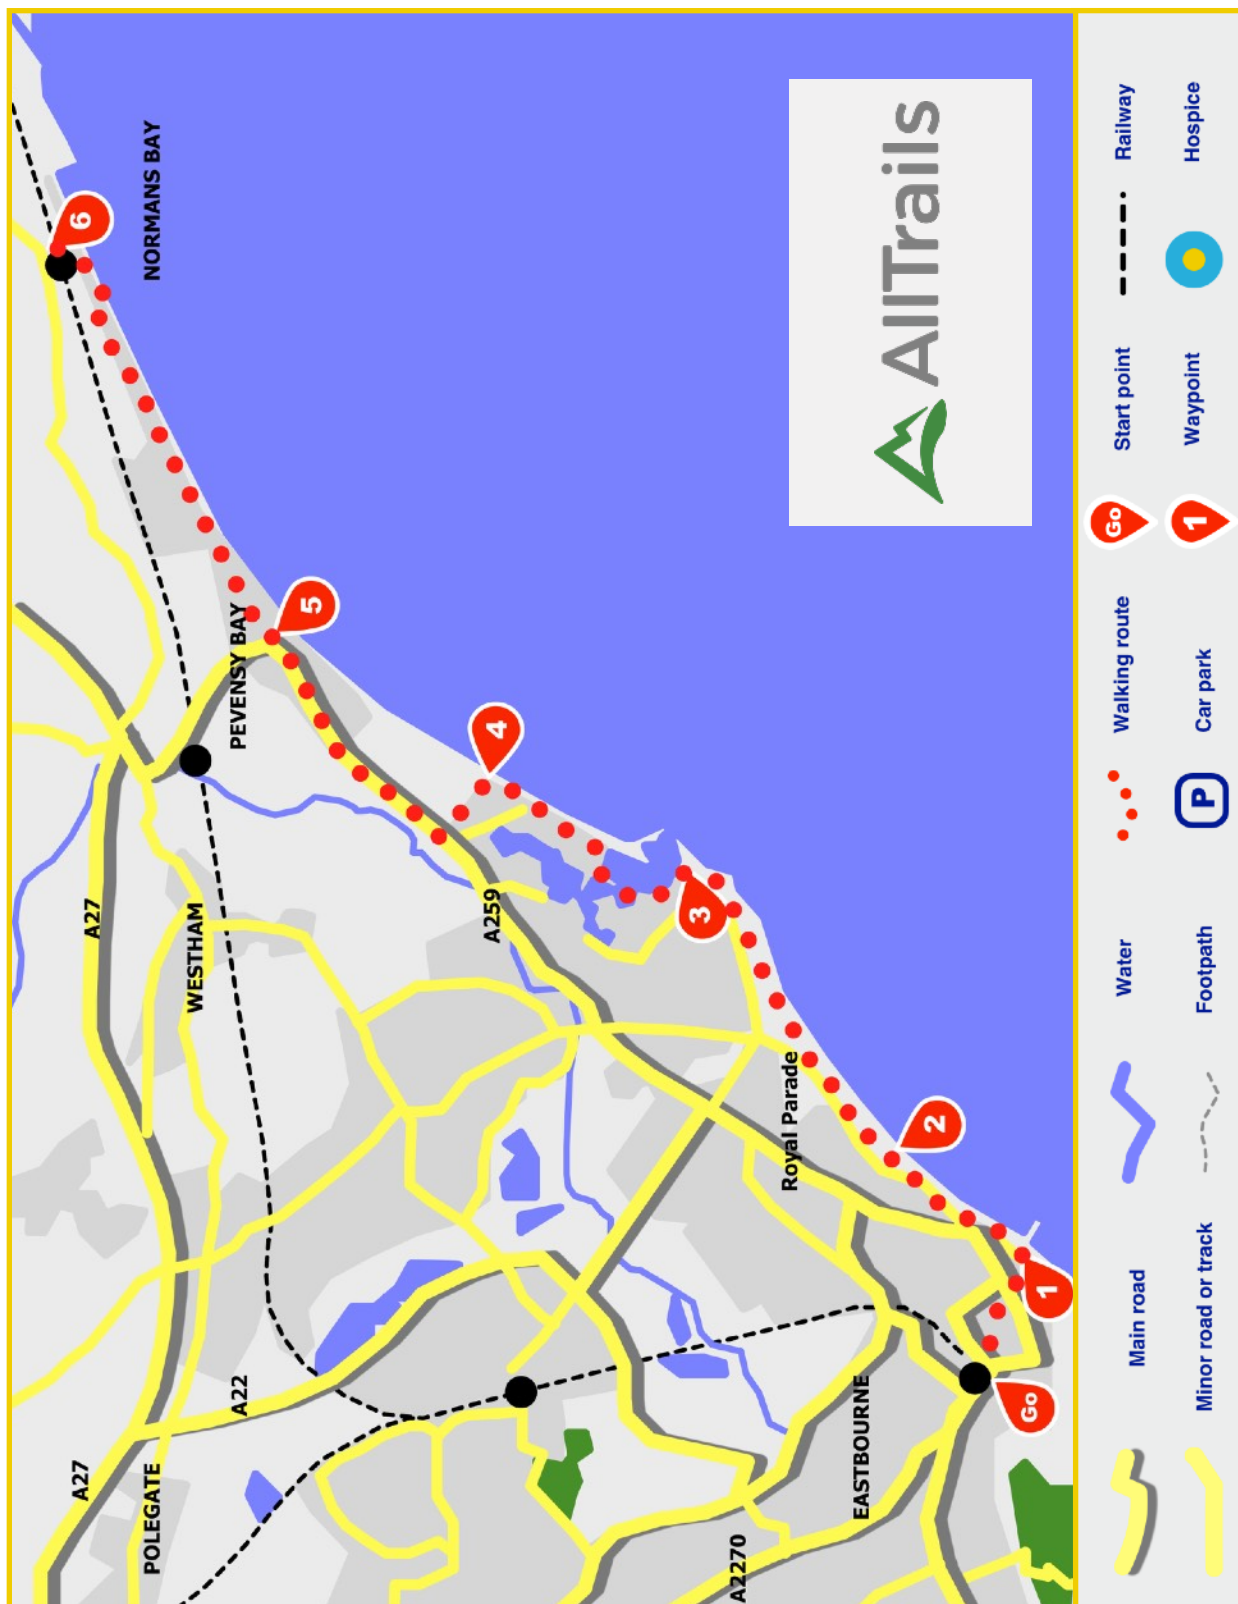 NORMANS BAY
6
PEVENSY BAY
5
4
A27
WESTHAM
A259
3
Royal Parade
2
1
Go
A22
A27
POLEGATE
EASTBOURNE
A2270
AllTrails
Main road
Water
Walking route
Go
Start point
Railway
Minor road or track
Footpath
P
Car park
1
Waypoint
Hospice